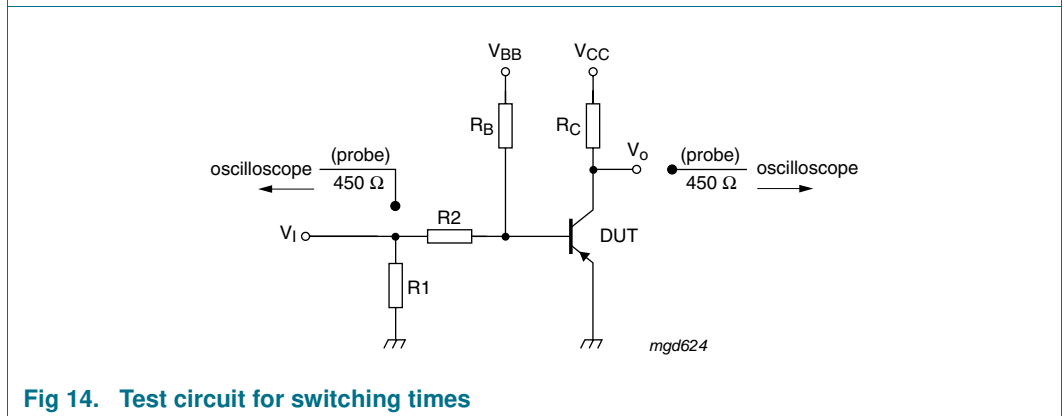 V_BB
V_CC
R_B
R_C
V_o
oscilloscope
(probe)
450 Ω
(probe)
450 Ω
oscilloscope
R2
V_I
DUT
R1
mgd624
Fig 14. Test circuit for switching times